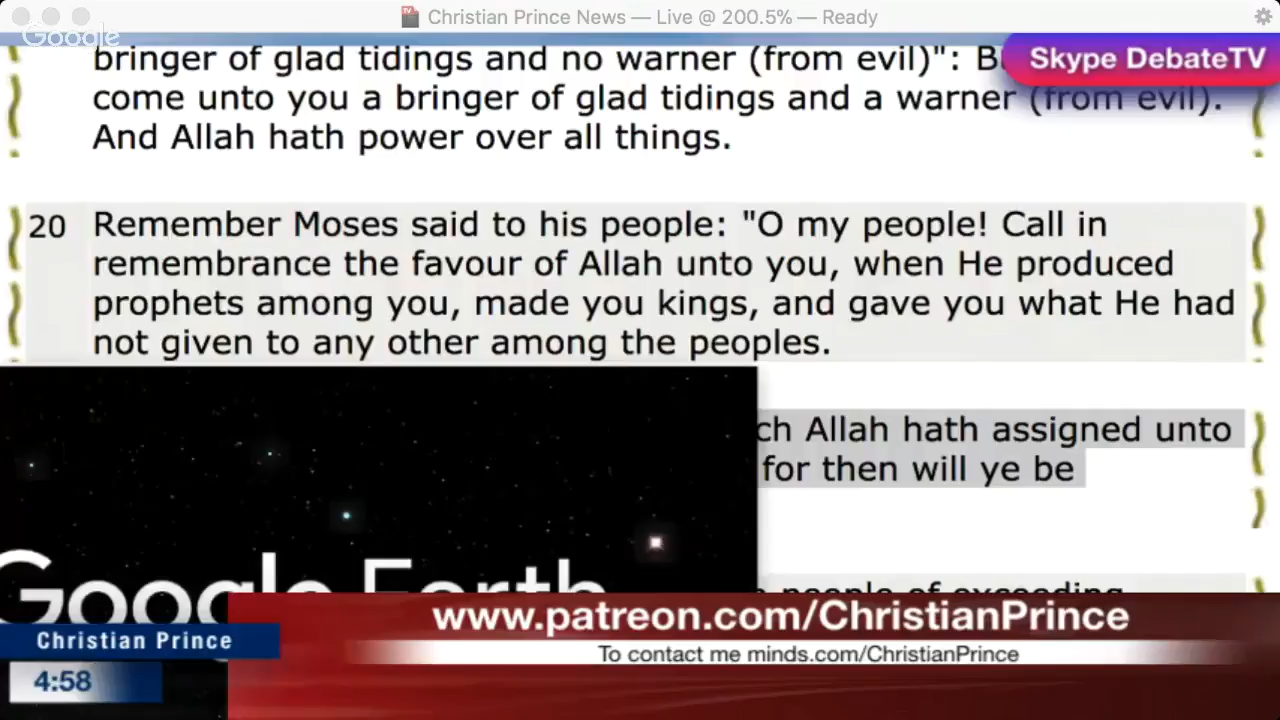 Christian Prince News — Live @ 200.5% — Ready
Google
bringer of glad tidings and no warner (from evil)":
Skype DebateTV
come unto you a bringer of glad tidings and a warner (from evil).
And Allah hath power over all things.
20 Remember Moses said to his people: "O my people! Call in
remembrance the favour of Allah unto you, when He produced
prophets among you, made you kings, and gave you what He had
not given to any other among the peoples.
Allah hath assigned unto
for then will ye be
people of exceeding
Google Earth
www.patreon.com/ChristianPrince
Christian Prince
To contact me minds.com/ChristianPrince
4:58